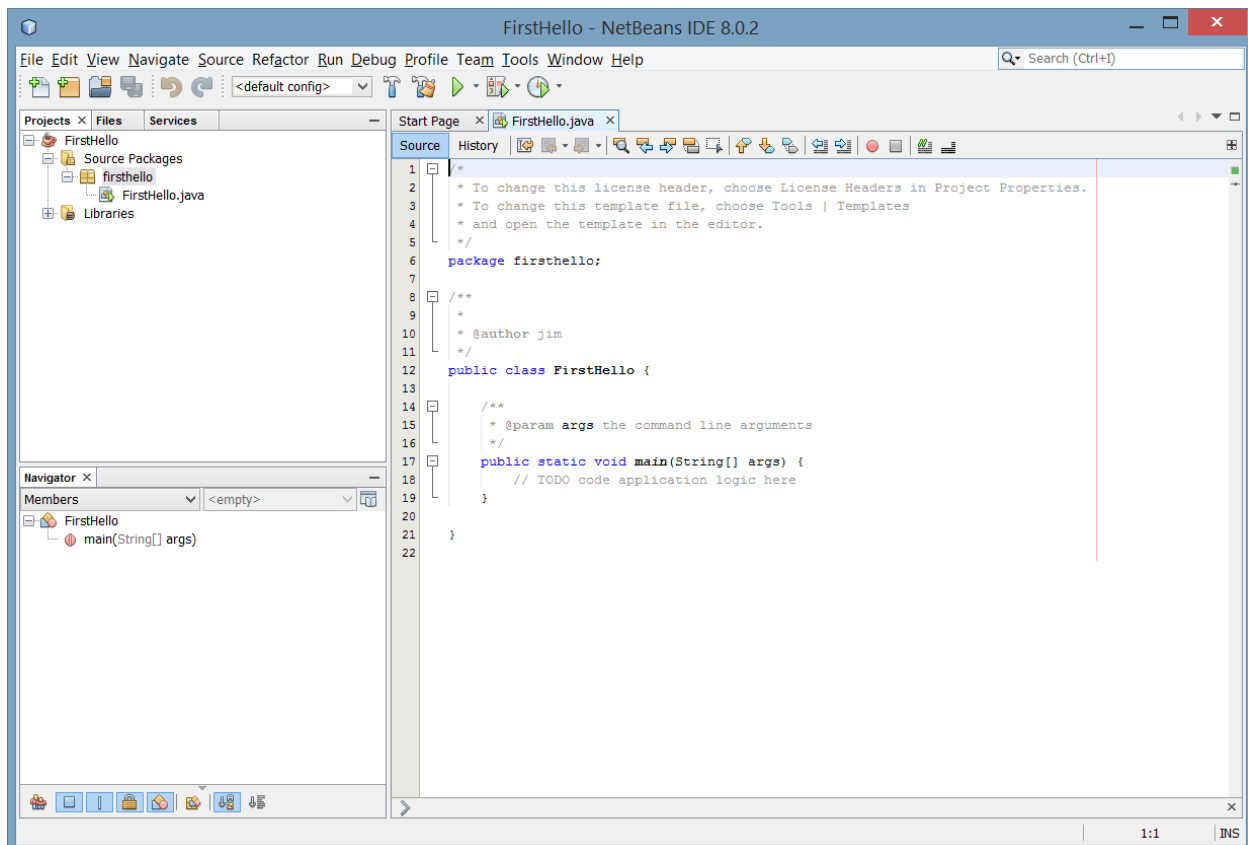 FirstHello - NetBeans IDE 8.0.2
File Edit View Navigate Source Refactor Run Debug Profile Team Tools Window Help
Search (Ctrl+I)
<default config>
Projects Files Services
FirstHello
Source Packages
firsthello
FirstHello.java
Libraries
Navigator
Members <empty>
FirstHello
main(String[] args)
Start Page FirstHello.java
Source History
1 /*
2 * To change this license header, choose License Headers in Project Properties.
3 * To change this template file, choose Tools | Templates
4 * and open the template in the editor.
5 */
6 package firsthello;
7
8 /**
9 *
10 * @author jim
11 */
12 public class FirstHello {
13
14 /**
15 * @param args the command line arguments
16 */
17 public static void main(String[] args) {
18 // TODO code application logic here
19 }
20
21 }
22
1:1 INS